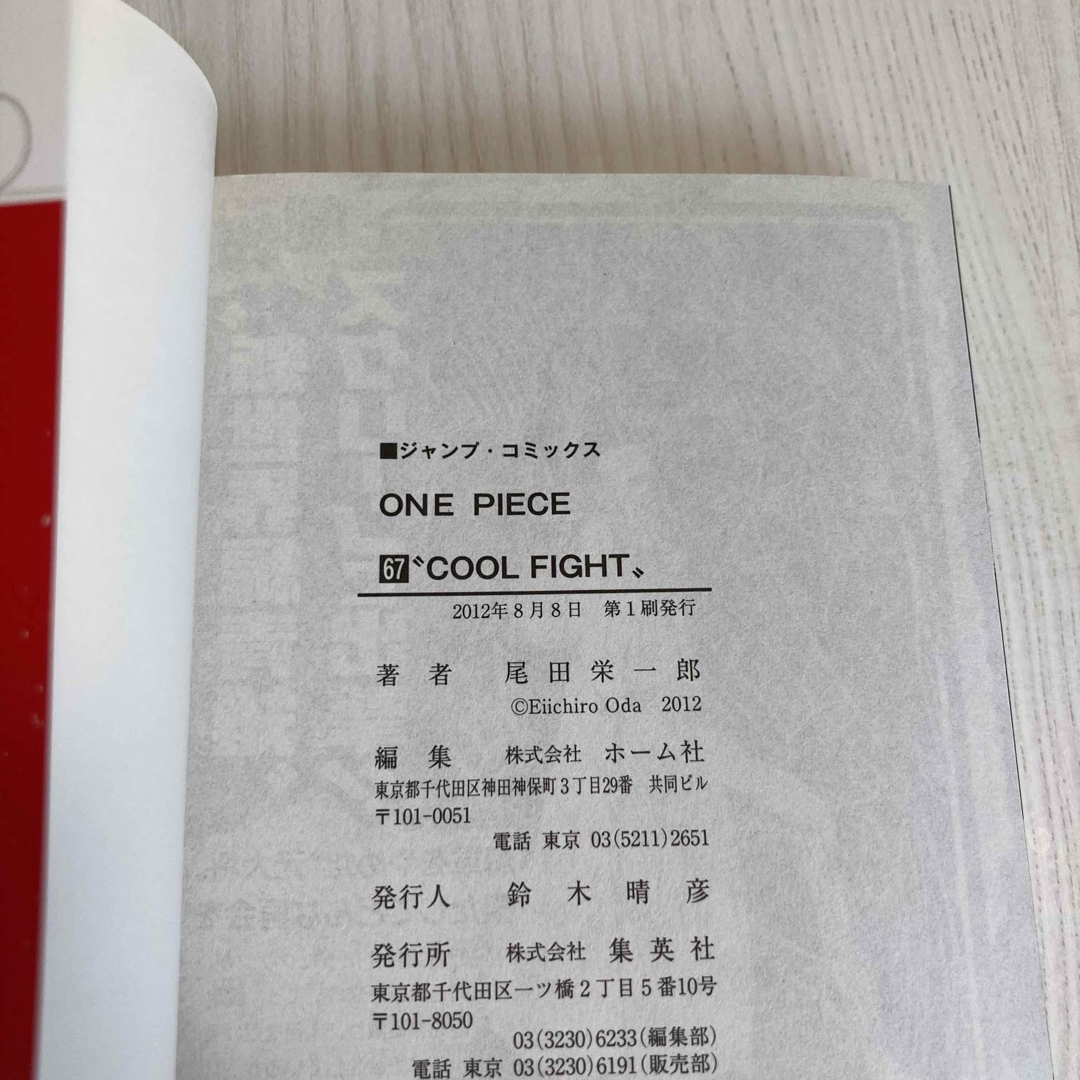 ■ジャンプ・コミックス
ONE PIECE
67〝COOL FIGHT〟
2012年8月8日 第1刷発行
著者 尾田栄一郎
©Eiichiro Oda 2012
編集 株式会社 ホーム社
東京都千代田区神田神保町3丁目29番 共同ビル
〒101-0051
電話 東京 03(5211)2651
発行人 鈴木晴彦
発行所 株式会社 集英社
東京都千代田区一ツ橋2丁目5番10号
〒101-8050
03(3230)6233(編集部)
電話 東京 03(3230)6191(販売部)